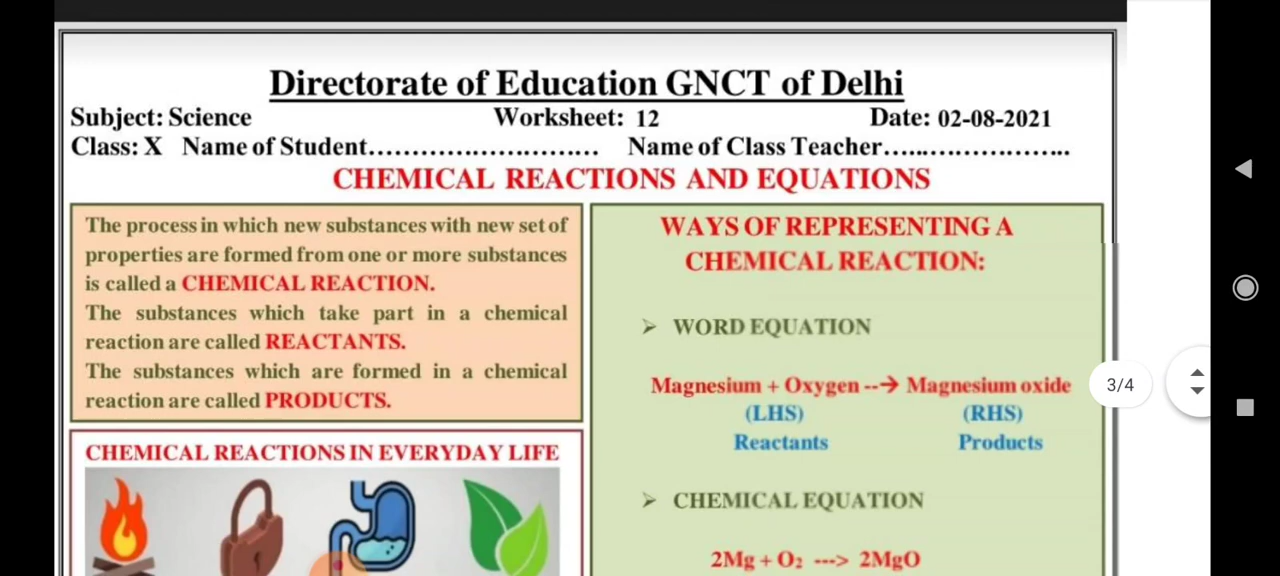 Directorate of Education GNCT of Delhi
Subject: Science Worksheet: 12 Date: 02-08-2021
Class: X Name of Student........................... Name of Class Teacher......................
CHEMICAL REACTIONS AND EQUATIONS
The process in which new substances with new set of
properties are formed from one or more substances
is called a CHEMICAL REACTION.
The substances which take part in a chemical
reaction are called REACTANTS.
The substances which are formed in a chemical
reaction are called PRODUCTS.
CHEMICAL REACTIONS IN EVERYDAY LIFE
WAYS OF REPRESENTING A
CHEMICAL REACTION:
➢ WORD EQUATION
Magnesium + Oxygen --→ Magnesium oxide
(LHS) (RHS)
Reactants Products
➢ CHEMICAL EQUATION
2Mg + O₂ ---> 2MgO
3/4